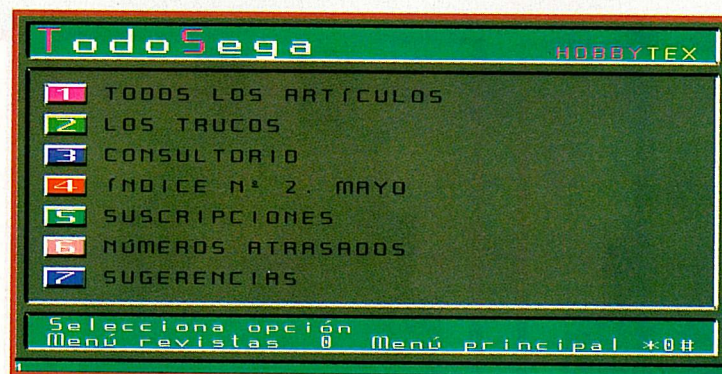 TodoSega HOBBYTEX
1 TODOS LOS ARTÍCULOS
2 LOS TRUCOS
3 CONSULTORIO
4 ÍNDICE Nº 2. MAYO
5 SUSCRIPCIONES
6 NÚMEROS ATRASADOS
7 SUGERENCIAS
Selecciona opción
Menú revistas 0 Menú principal *0#